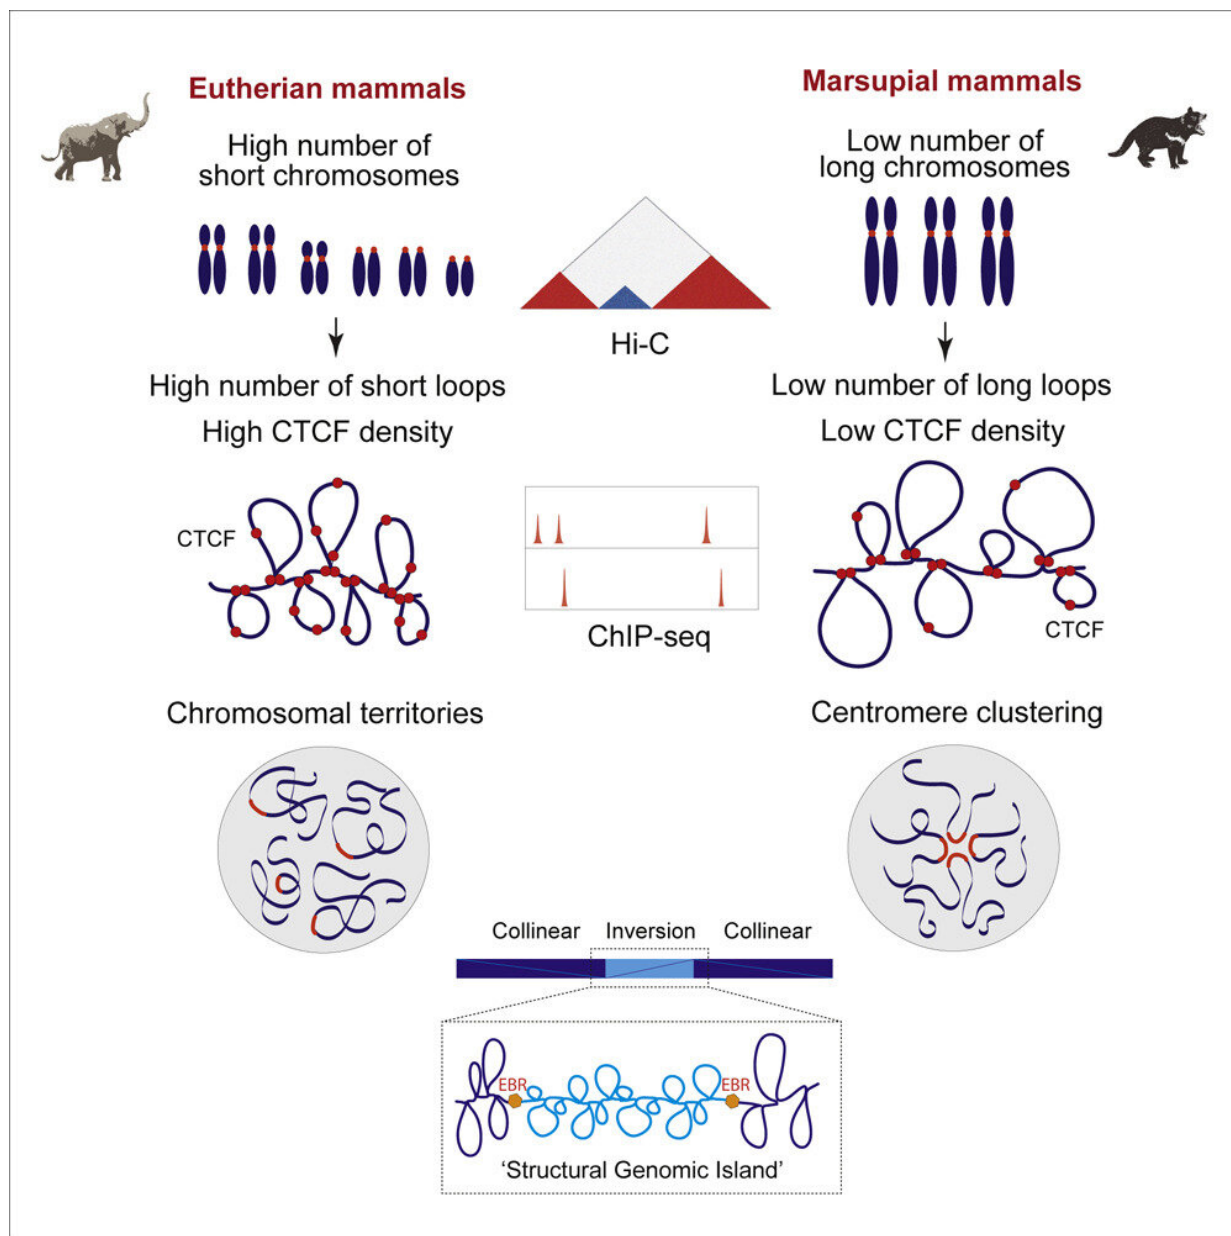 Eutherian mammals
High number of
short chromosomes
Marsupial mammals
Low number of
long chromosomes
Hi-C
High number of short loops
High CTCF density
CTCF
Low number of long loops
Low CTCF density
CTCF
ChIP-seq
Chromosomal territories
Centromere clustering
Collinear
Inversion
Collinear
EBR
EBR
'Structural Genomic Island'